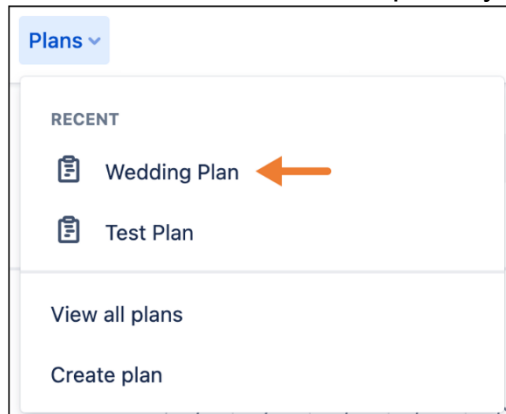 Plans
RECENT
Wedding Plan
Test Plan
View all plans
Create plan